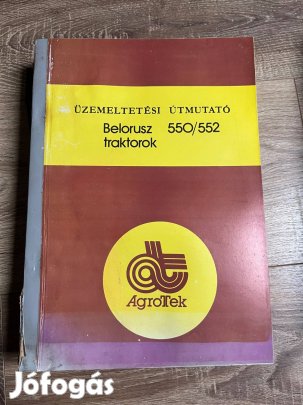 ÜZEMELTETÉSI ÚTMUTATÓ
Belorusz 550/552
traktorok
AgroTek
Jófogás